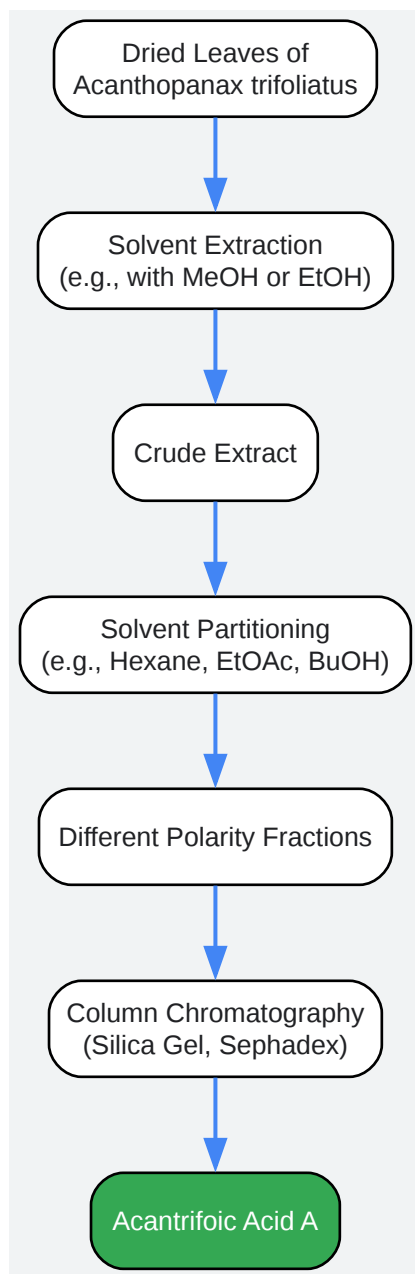 Dried Leaves of
Acanthopanax trifoliatus
Solvent Extraction
(e.g., with MeOH or EtOH)
Crude Extract
Solvent Partitioning
(e.g., Hexane, EtOAc, BuOH)
Different Polarity Fractions
Column Chromatography
(Silica Gel, Sephadex)
Acantrifoic Acid A